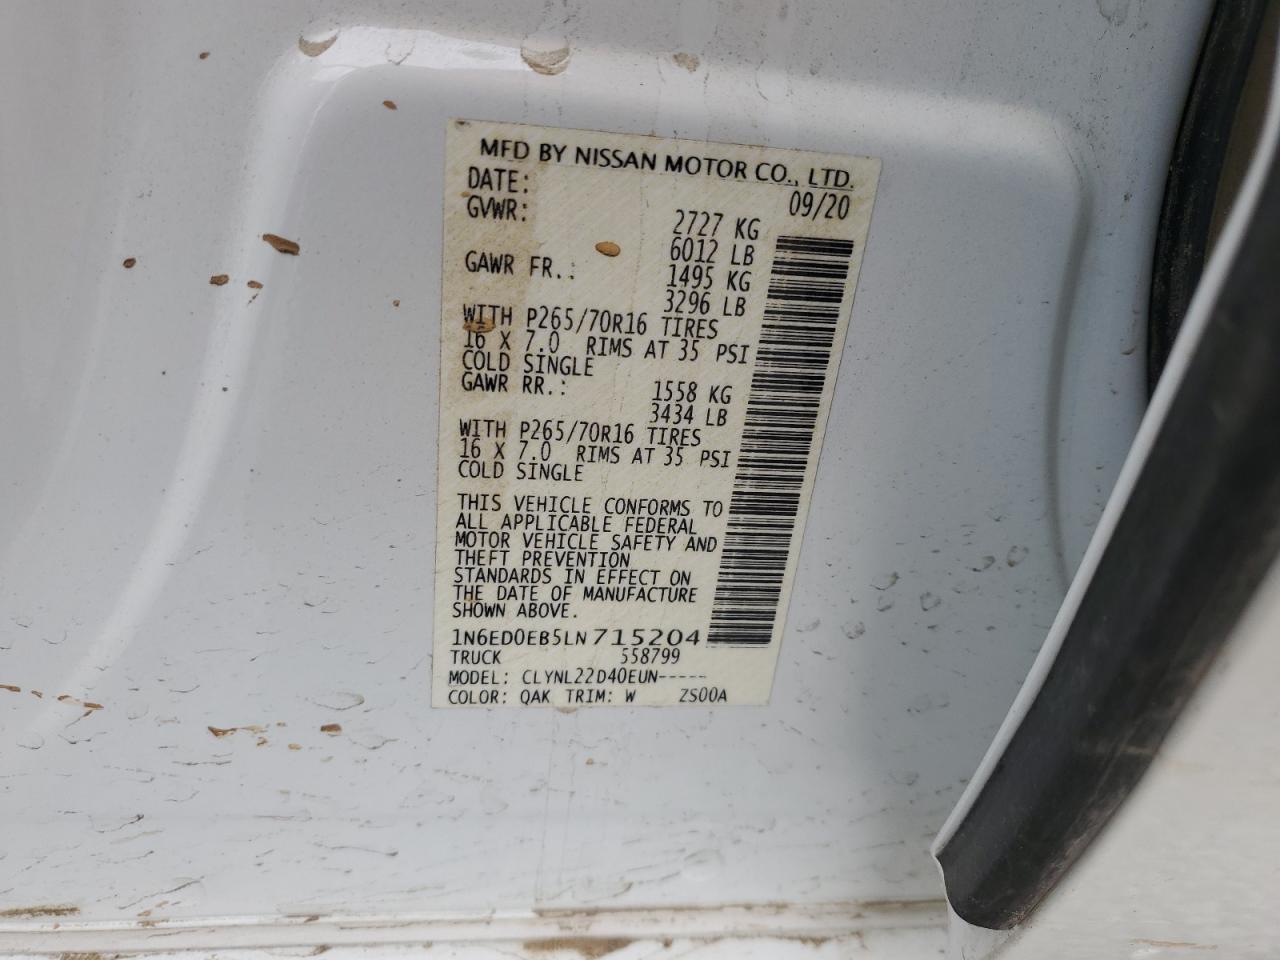 MFD BY NISSAN MOTOR CO., LTD.
DATE: 09/20
GVWR: 2727 KG
6012 LB
GAWR FR.: 1495 KG
3296 LB
WITH P265/70R16 TIRES
16 X 7.0 RIMS AT 35 PSI
COLD SINGLE
GAWR RR.: 1558 KG
3434 LB
WITH P265/70R16 TIRES
16 X 7.0 RIMS AT 35 PSI
COLD SINGLE
THIS VEHICLE CONFORMS TO
ALL APPLICABLE FEDERAL
MOTOR VEHICLE SAFETY AND
THEFT PREVENTION
STANDARDS IN EFFECT ON
THE DATE OF MANUFACTURE
SHOWN ABOVE.
1N6ED0EB5LN715204
TRUCK 558799
MODEL: CLYNL22D40EUN-----
COLOR: QAK TRIM: W ZS00A